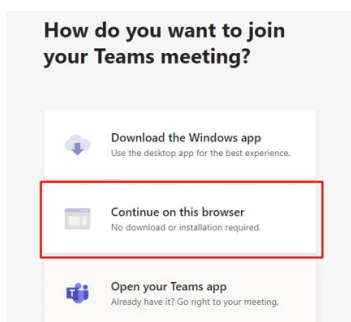 How do you want to join
your Teams meeting?
Download the Windows app
Use the desktop app for the best experience.
Continue on this browser
No download or installation required.
Open your Teams app
Already have it? Go right to your meeting.